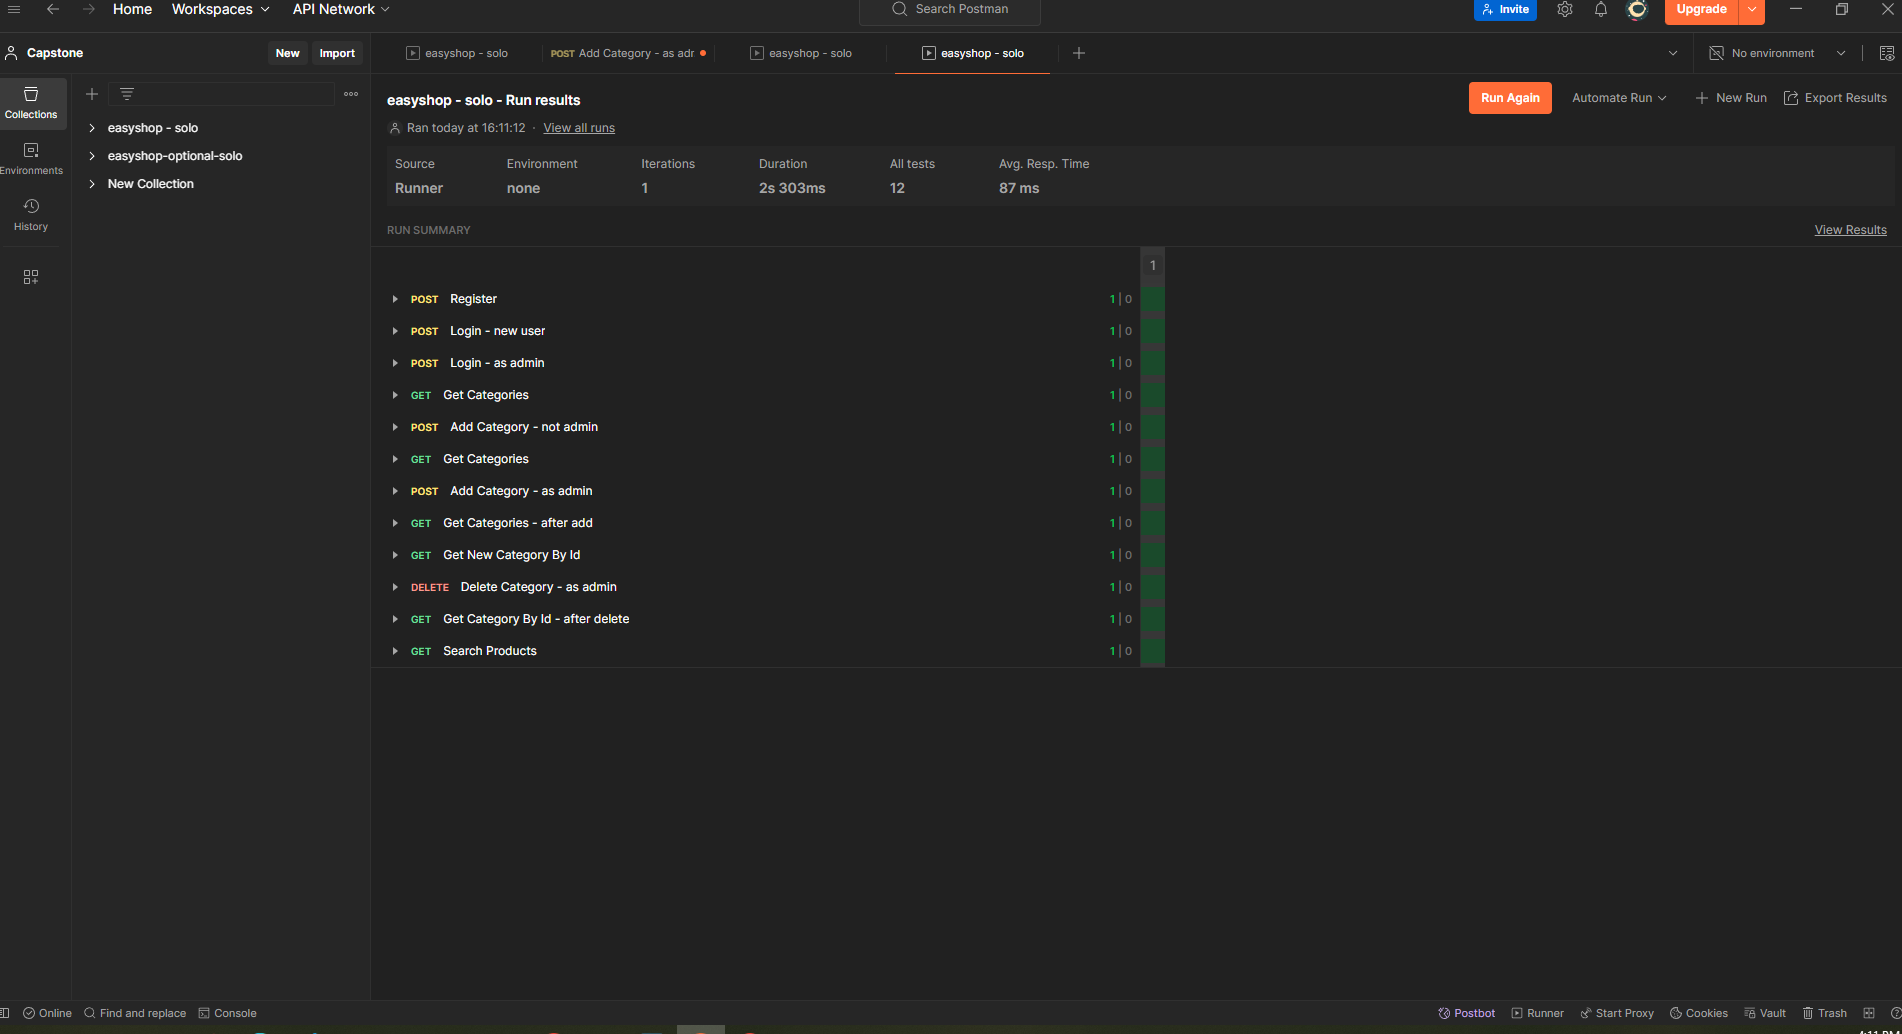 Home Workspaces API Network Search Postman Invite Upgrade
Capstone New Import easyshop - solo POST Add Category - as adr easyshop - solo easyshop - solo No environment
Collections
Environments
History
easyshop - solo
easyshop-optional-solo
New Collection
easyshop - solo - Run results Run Again Automate Run New Run Export Results
Ran today at 16:11:12 · View all runs
Source Environment Iterations Duration All tests Avg. Resp. Time
Runner none 1 2s 303ms 12 87 ms
RUN SUMMARY View Results
1
POST Register 1 | 0
POST Login - new user 1 | 0
POST Login - as admin 1 | 0
GET Get Categories 1 | 0
POST Add Category - not admin 1 | 0
GET Get Categories 1 | 0
POST Add Category - as admin 1 | 0
GET Get Categories - after add 1 | 0
GET Get New Category By Id 1 | 0
DELETE Delete Category - as admin 1 | 0
GET Get Category By Id - after delete 1 | 0
GET Search Products 1 | 0
Online Find and replace Console Postbot Runner Start Proxy Cookies Vault Trash